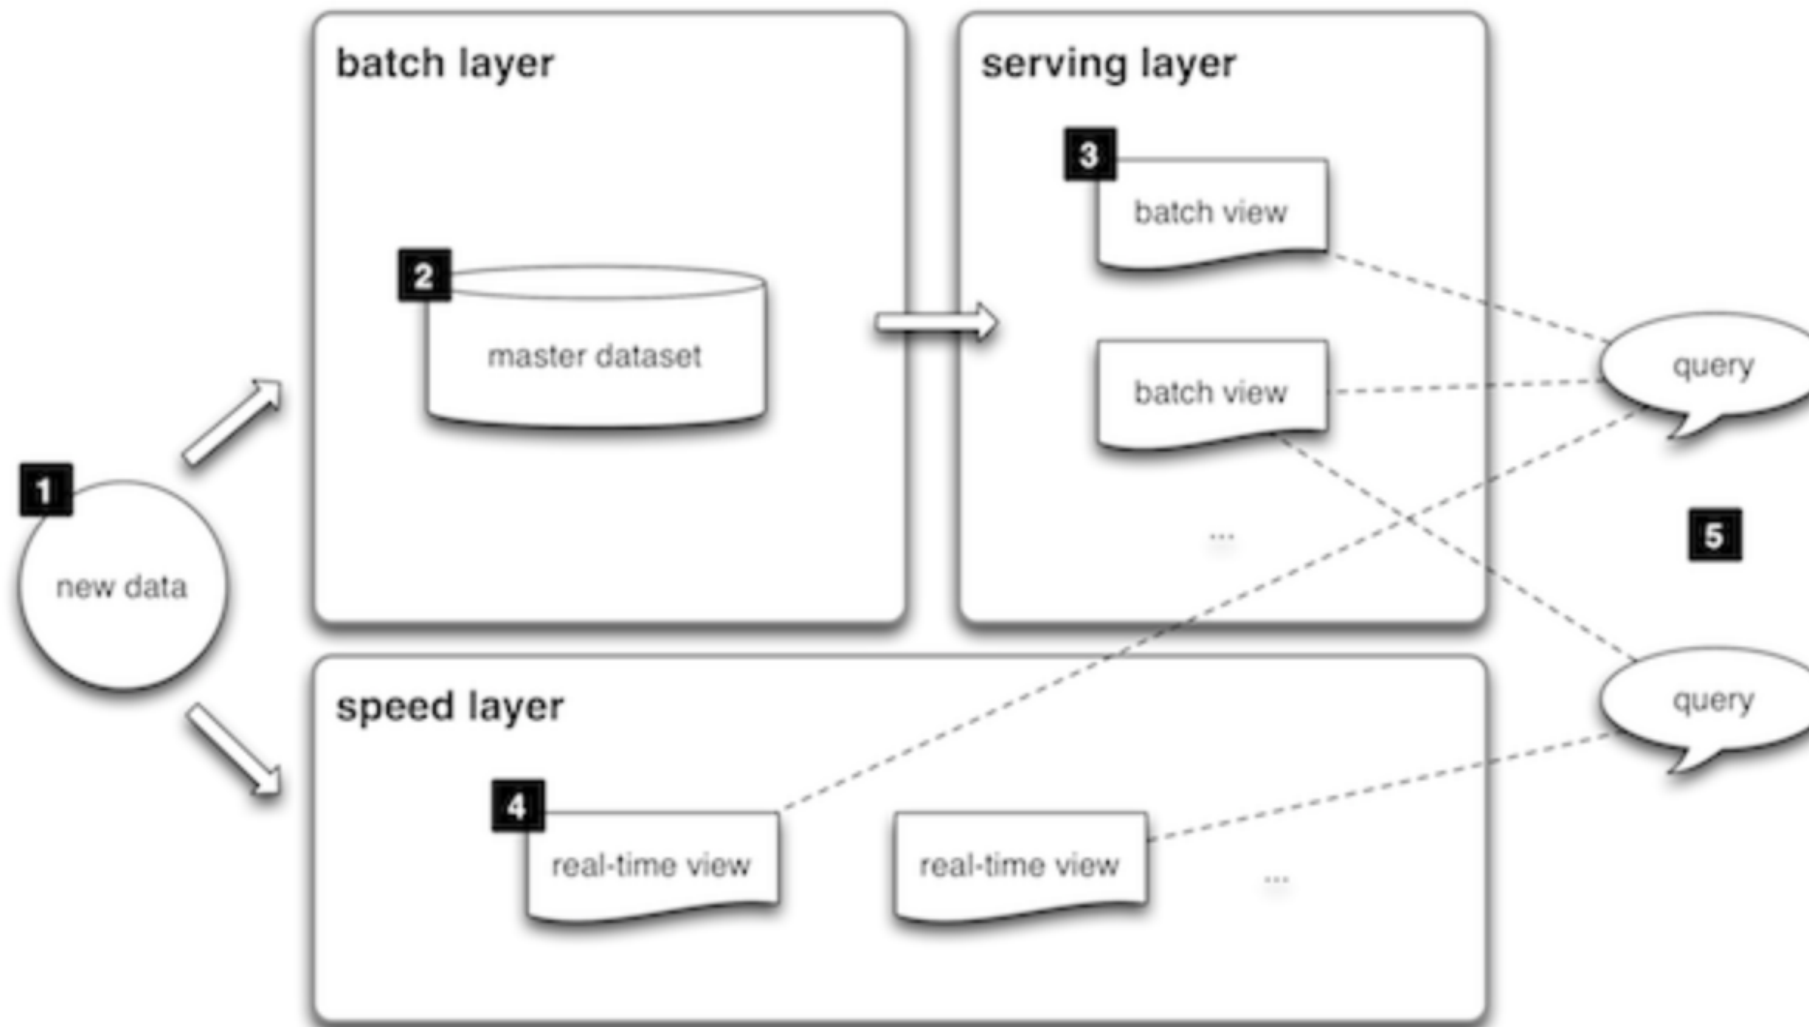 batch layer
2
master dataset
serving layer
3
batch view
batch view
...
1
new data
query
5
query
speed layer
4
real-time view
real-time view
...